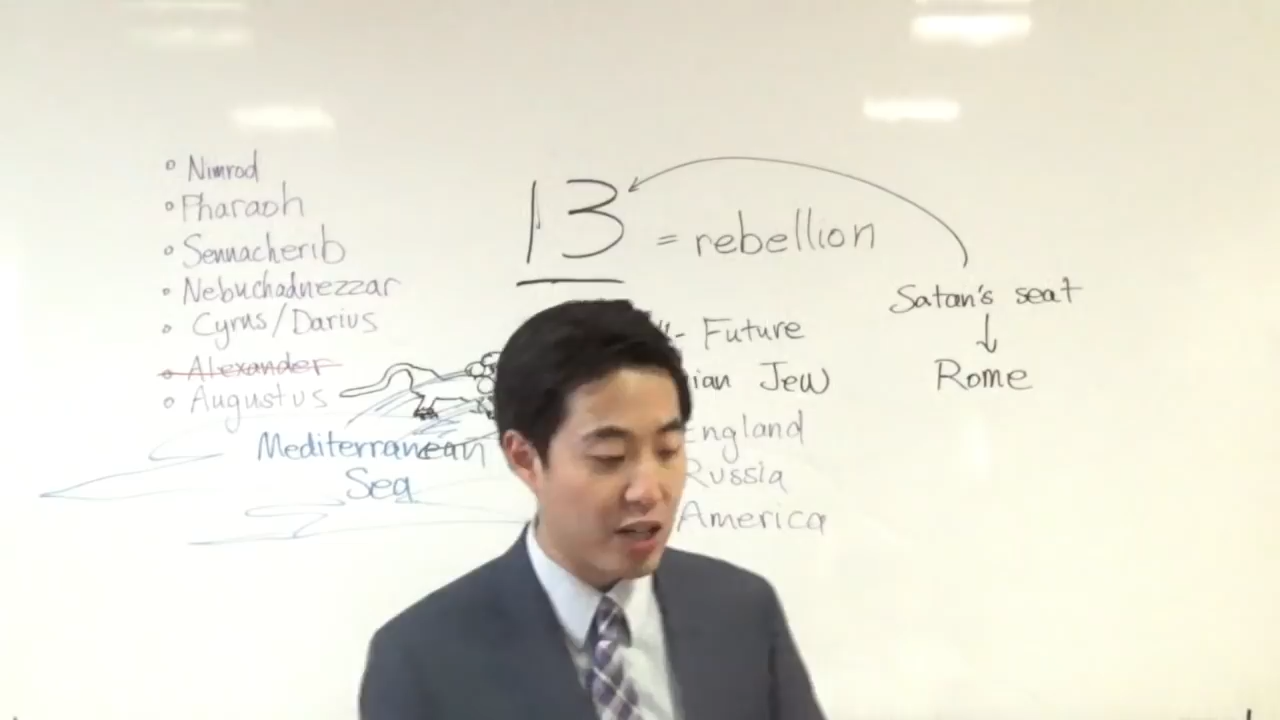 Nimrod
Pharaoh
Sennacherib
Nebuchadnezzar
Cyrus/Darius
Alexander
Augustus
Mediterranean
Sea
13
= rebellion
- Future
Jew
England
Russia
America
Satan's seat
Rome